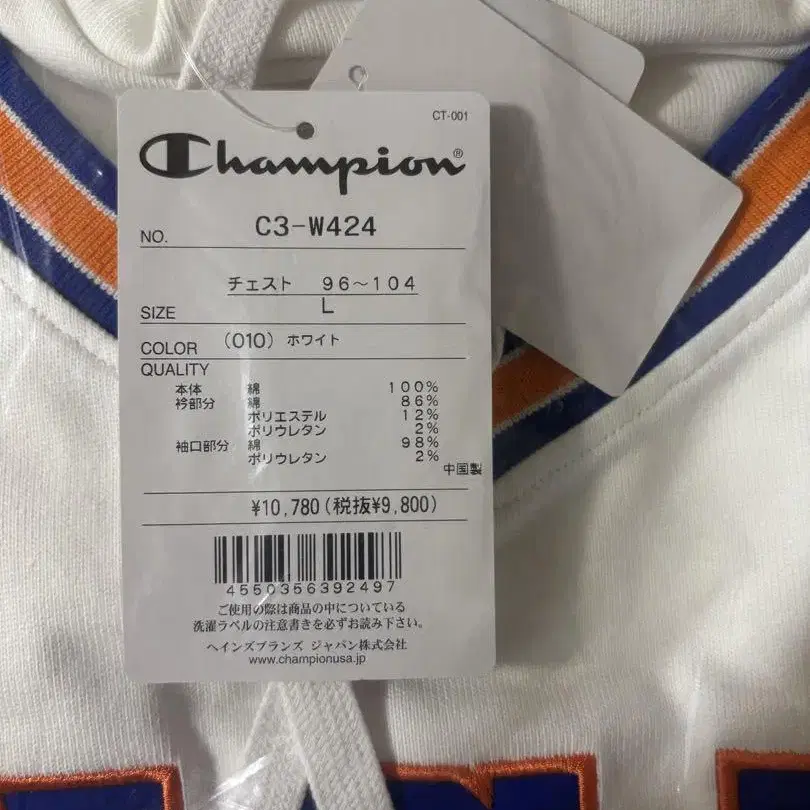 CT-001
Champion®
NO. C3-W424
チェスト 96〜104
SIZE L
COLOR (010) ホワイト
QUALITY
本体 綿 100%
衿部分 綿 86%
ポリエステル 12%
ポリウレタン 2%
袖口部分 綿 98%
ポリウレタン 2%
中国製
¥10,780(税抜¥9,800)
4550356392497
ご使用の際は商品の中についている
洗濯ラベルの注意書きを必ずお読み下さい。
ヘインズブランズ ジャパン株式会社
www.championusa.jp